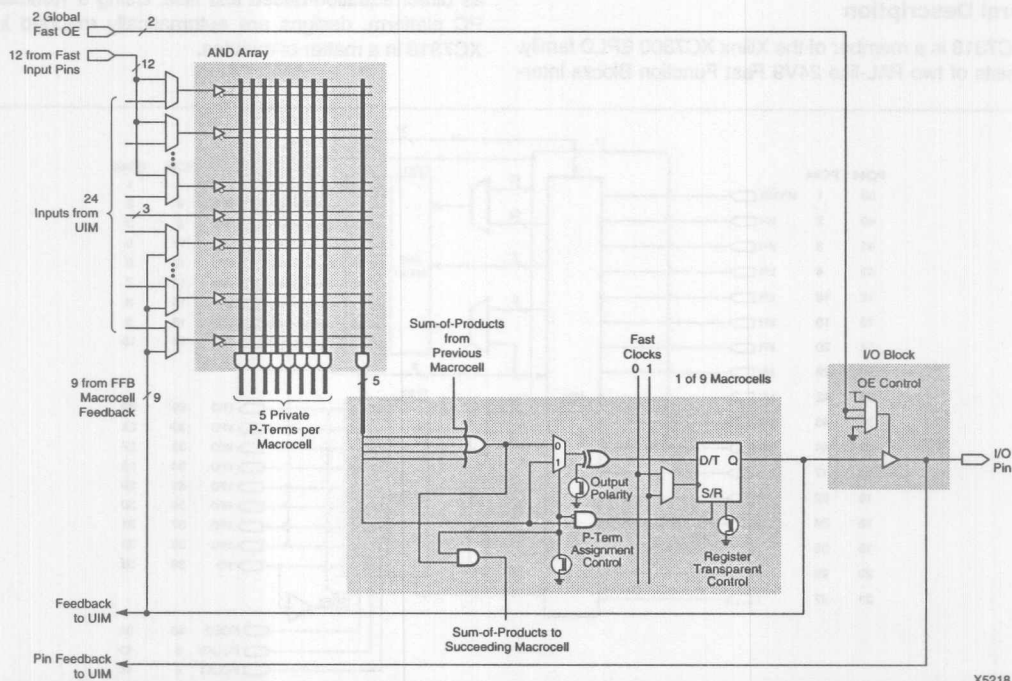 2 Global
Fast OE
2
12 from Fast
Input Pins
12
AND Array
24
Inputs from
UIM
3
9 from FFB
Macrocell
Feedback
9
5 Private
P-Terms per
Macrocell
5
Sum-of-Products
from
Previous
Macrocell
Fast
Clocks
0 1
1 of 9 Macrocells
I/O Block
OE Control
I/O
Pin
1
D/T Q
S/R
Output
Polarity
P-Term
Assignment
Control
Register
Transparent
Control
Feedback
to UIM
Sum-of-Products to
Succeeding Macrocell
Pin Feedback
to UIM
X5218